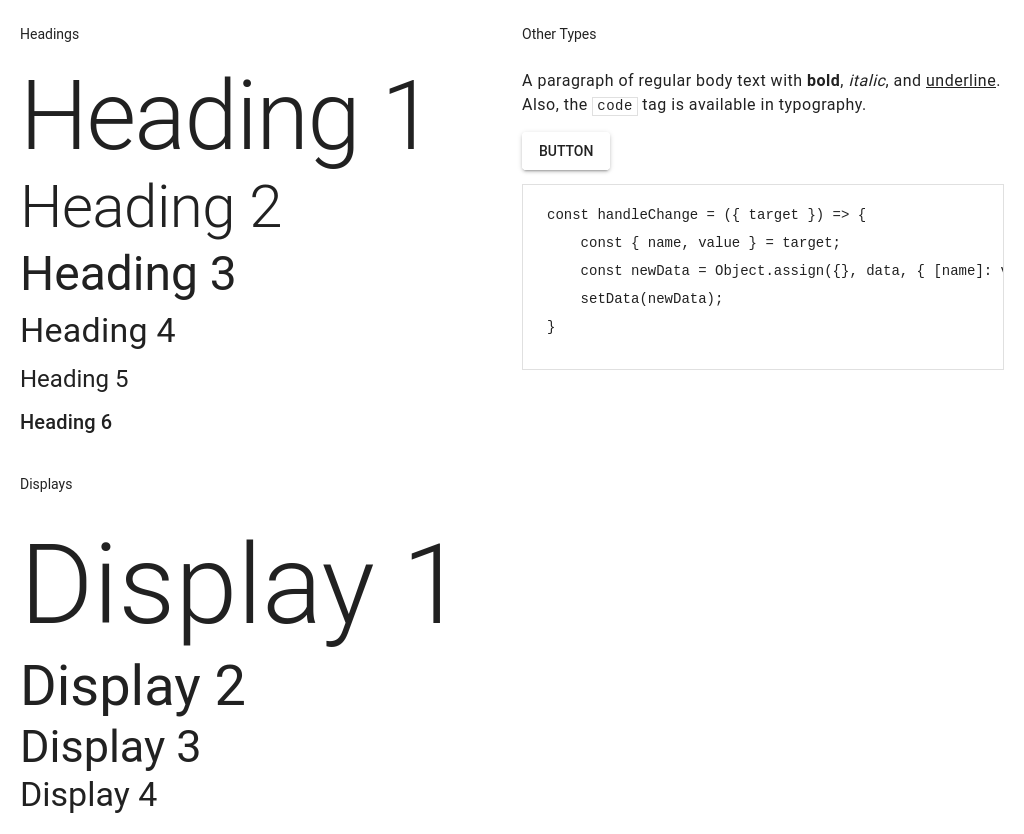 Headings
Heading 1
Heading 2
Heading 3
Heading 4
Heading 5
Heading 6
Displays
Display 1
Display 2
Display 3
Display 4
Other Types
A paragraph of regular body text with bold, italic, and underline.
Also, the code tag is available in typography.
BUTTON
const handleChange = ({ target }) => {
    const { name, value } = target;
    const newData = Object.assign({}, data, { [name]:
    setData(newData);
}